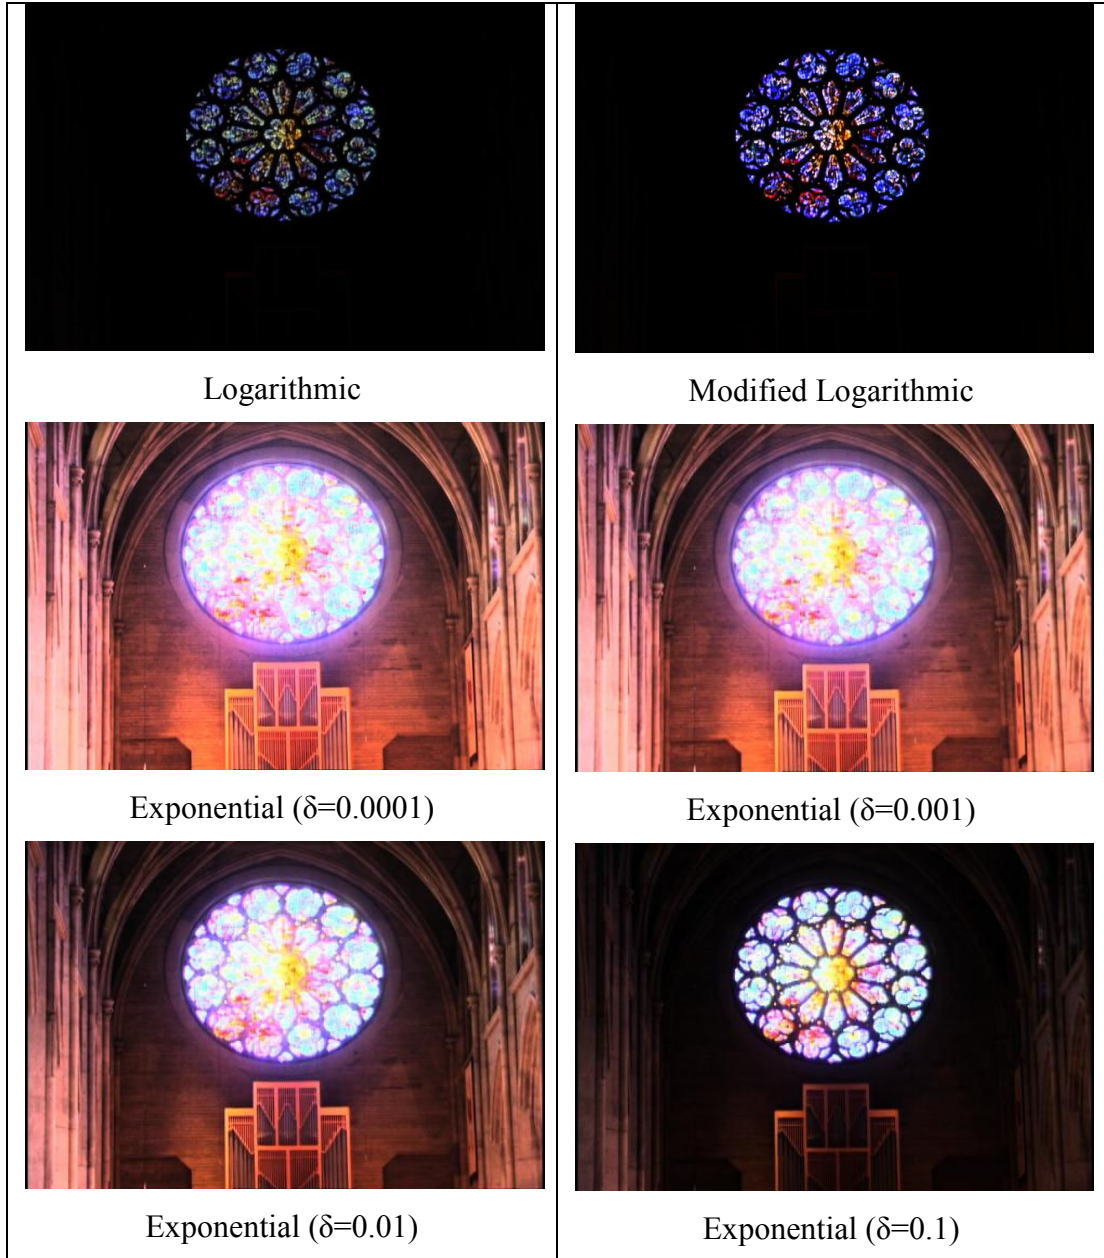 Logarithmic
Modified Logarithmic
Exponential (δ=0.0001)
Exponential (δ=0.001)
Exponential (δ=0.01)
Exponential (δ=0.1)